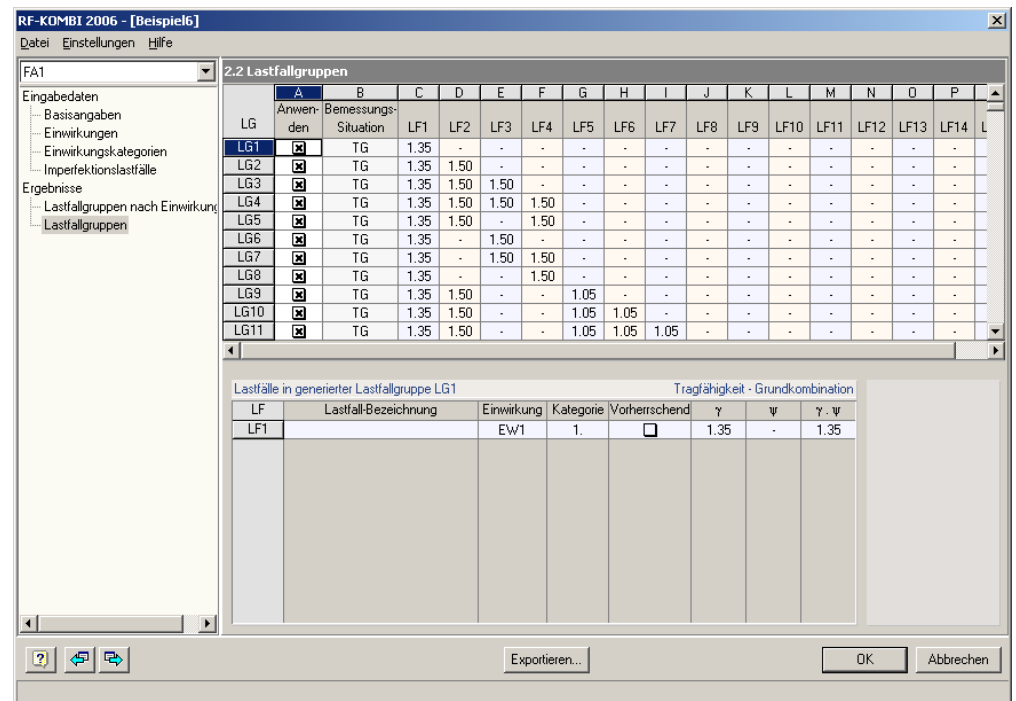 RF-KOMBI 2006 - [Beispiel6]
Datei Einstellungen Hilfe
FA1
Eingabedaten
Basisangaben
Einwirkungen
Einwirkungskategorien
Imperfektionslastfälle
Ergebnisse
Lastfallgruppen nach Einwirkung
Lastfallgruppen
2.2 Lastfallgruppen
A B C D E F G H I J K L M N O P
LG Anwen-den Bemessungs-Situation LF1 LF2 LF3 LF4 LF5 LF6 LF7 LF8 LF9 LF10 LF11 LF12 LF13 LF14 L
LG1 TG 1.35 - - - - - - - - - - - - -
LG2 TG 1.35 1.50 - - - - - - - - - - - -
LG3 TG 1.35 1.50 1.50 - - - - - - - - - - -
LG4 TG 1.35 1.50 1.50 1.50 - - - - - - - - - -
LG5 TG 1.35 1.50 - 1.50 - - - - - - - - - -
LG6 TG 1.35 - 1.50 - - - - - - - - - - -
LG7 TG 1.35 - 1.50 1.50 - - - - - - - - - -
LG8 TG 1.35 - - 1.50 - - - - - - - - - -
LG9 TG 1.35 1.50 - - 1.05 - - - - - - - - -
LG10 TG 1.35 1.50 - - 1.05 1.05 - - - - - - - -
LG11 TG 1.35 1.50 - - 1.05 1.05 1.05 - - - - - - -
Lastfälle in generierter Lastfallgruppe LG1 Tragfähigkeit - Grundkombination
LF Lastfall-Bezeichnung Einwirkung Kategorie Vorherrschend γ ψ γ . ψ
LF1 EW1 1. 1.35 - 1.35
Exportieren... OK Abbrechen